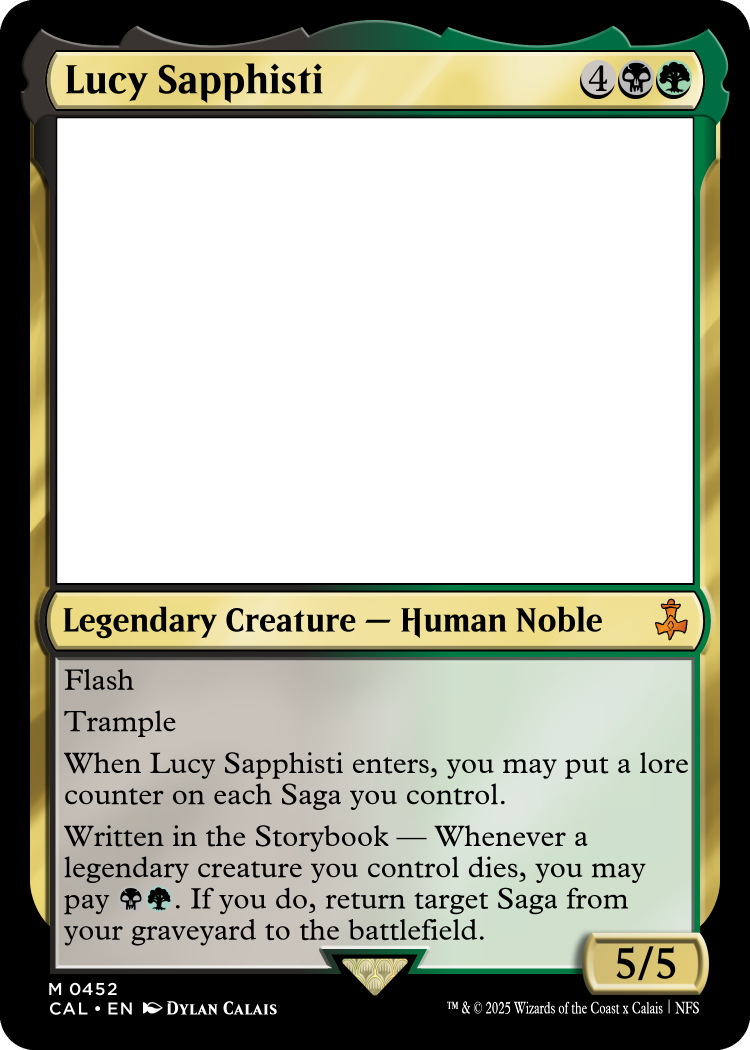 Lucy Sapphisti 4
Legendary Creature — Human Noble
Flash
Trample
When Lucy Sapphisti enters, you may put a lore
counter on each Saga you control.
Written in the Storybook — Whenever a
legendary creature you control dies, you may
pay . If you do, return target Saga from
your graveyard to the battlefield.
5/5
M 0452
CAL • EN Dylan Calais
™ & © 2025 Wizards of the Coast x Calais | NFS